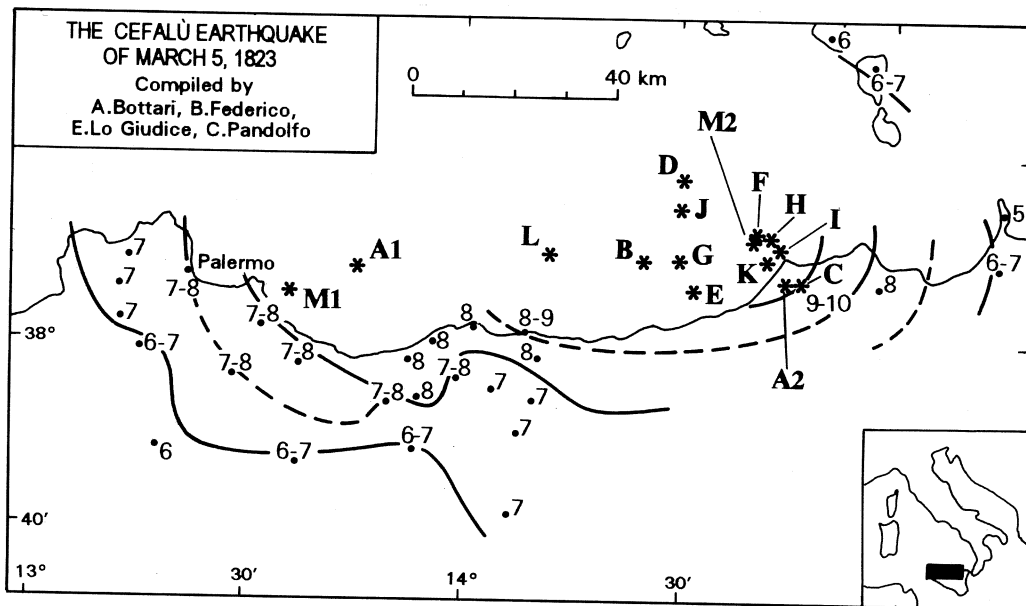 THE CEFALÙ EARTHQUAKE
OF MARCH 5, 1823
Compiled by
A.Bottari, B.Federico,
E.Lo Giudice, C.Pandolfo
0 40 km
6
6-7
M2
D
F
H
J
I
5
7
A1
L
B
G
K
C
6-7
Palermo
7
7-8
M1
E
9-10
8
7
7-8
8
8-9
38°
6-7
7-8
8
8
7-8
7-8
A2
7-8
8
7
7
6
6-7
6-7
7
7
40′
13°
30′
14°
30′